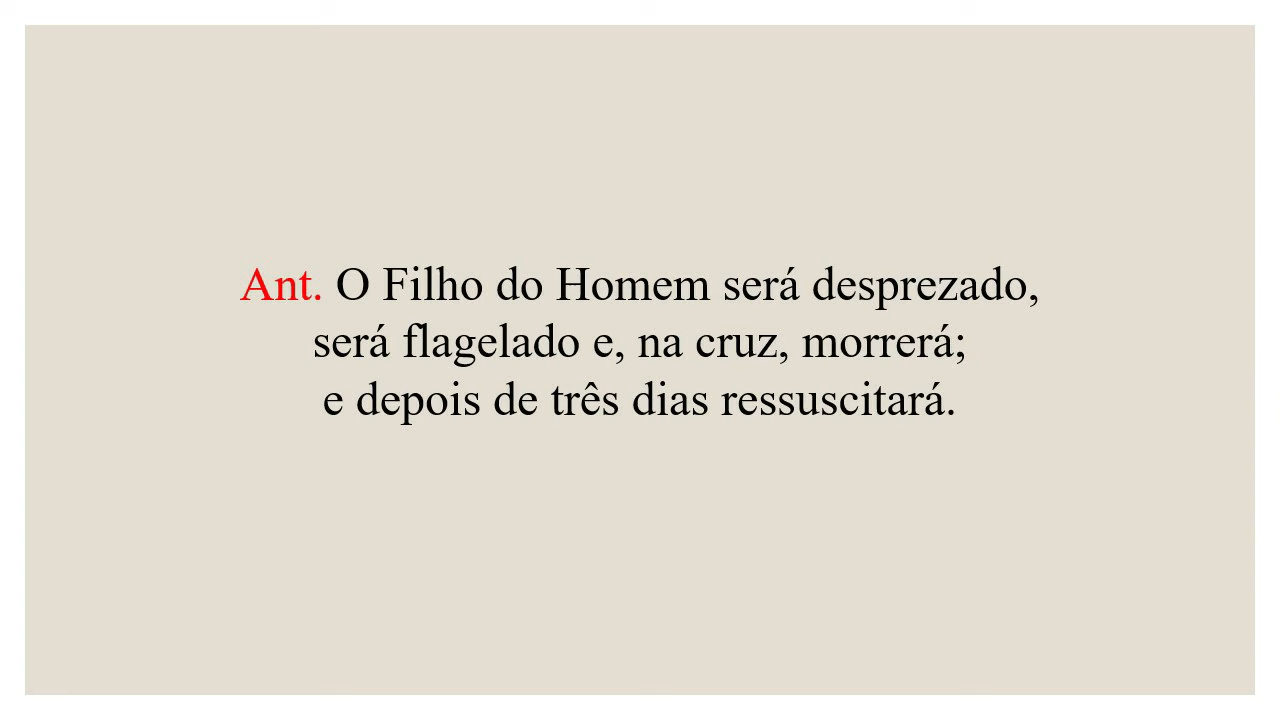 Ant. O Filho do Homem será desprezado,
será flagelado e, na cruz, morrerá;
e depois de três dias ressuscitará.